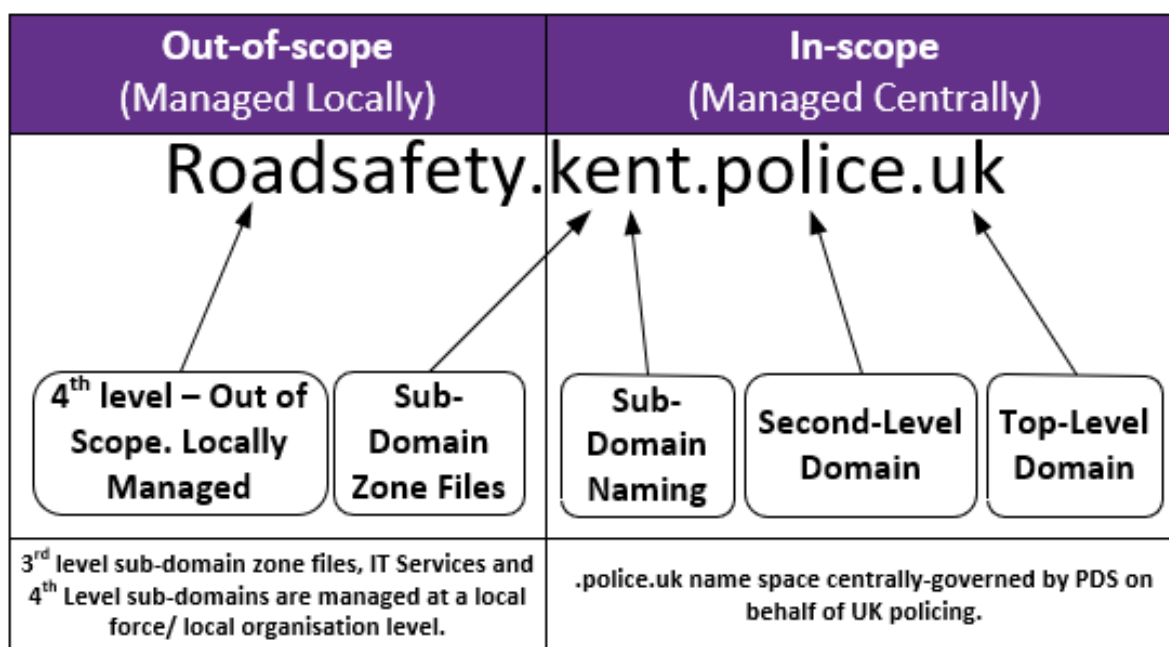 Out-of-scope
(Managed Locally)
In-scope
(Managed Centrally)
Roadsafety.kent.police.uk
4th level – Out of
Scope. Locally
Managed
Sub-
Domain
Zone Files
Sub-
Domain
Naming
Second-Level
Domain
Top-Level
Domain
3rd level sub-domain zone files, IT Services and
4th Level sub-domains are managed at a local
force/ local organisation level.
.police.uk name space centrally-governed by PDS on
behalf of UK policing.